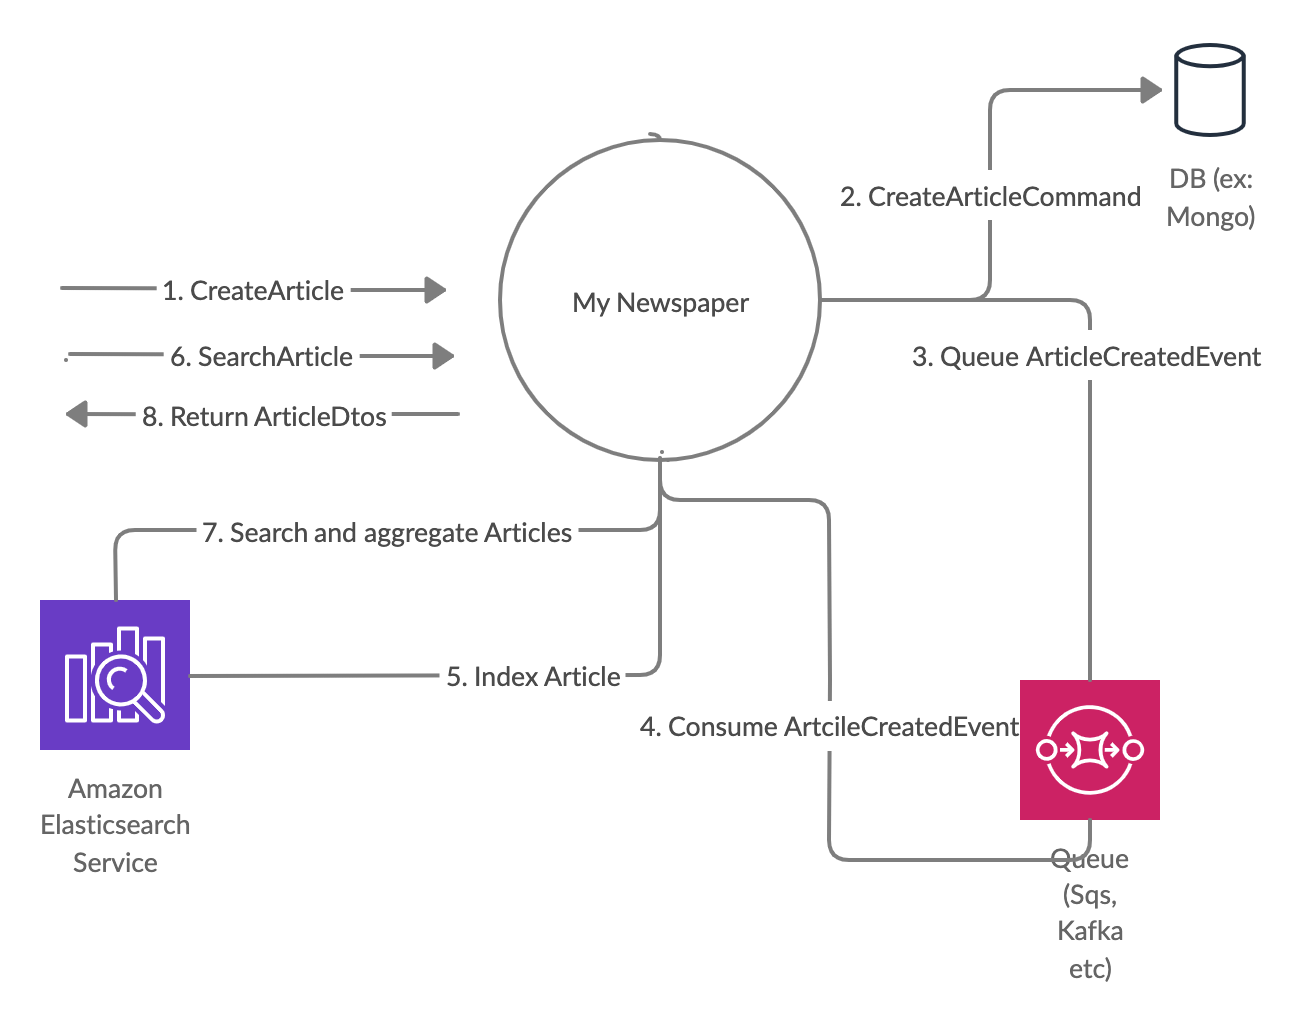 DB (ex:
Mongo)
2. CreateArticleCommand
1. CreateArticle
My Newspaper
6. SearchArticle
3. Queue ArticleCreatedEvent
8. Return ArticleDtos
7. Search and aggregate Articles
5. Index Article
4. Consume ArtcileCreatedEvent
Amazon
Elasticsearch
Service
Queue
(Sqs,
Kafka
etc)